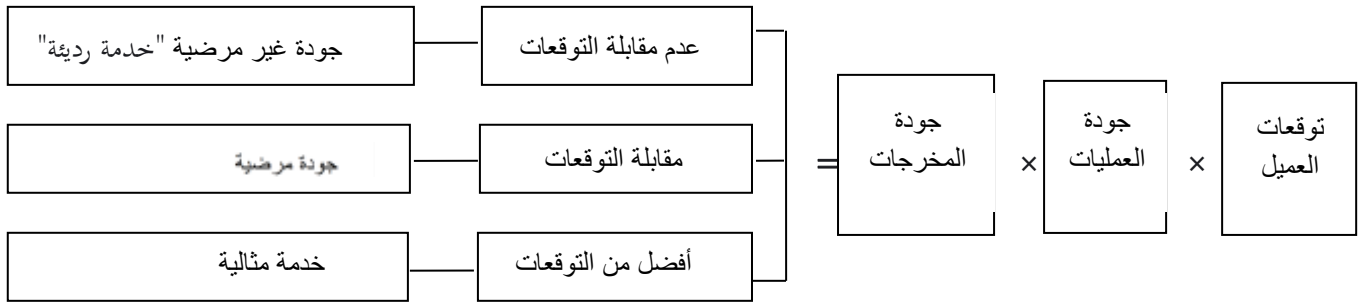 توقعات
العميل
×
جودة
العمليات
×
جودة
المخرجات
=
عدم مقابلة التوقعات
جودة غير مرضية "خدمة رديئة"
مقابلة التوقعات
جودة مرضية
أفضل من التوقعات
خدمة مثالية